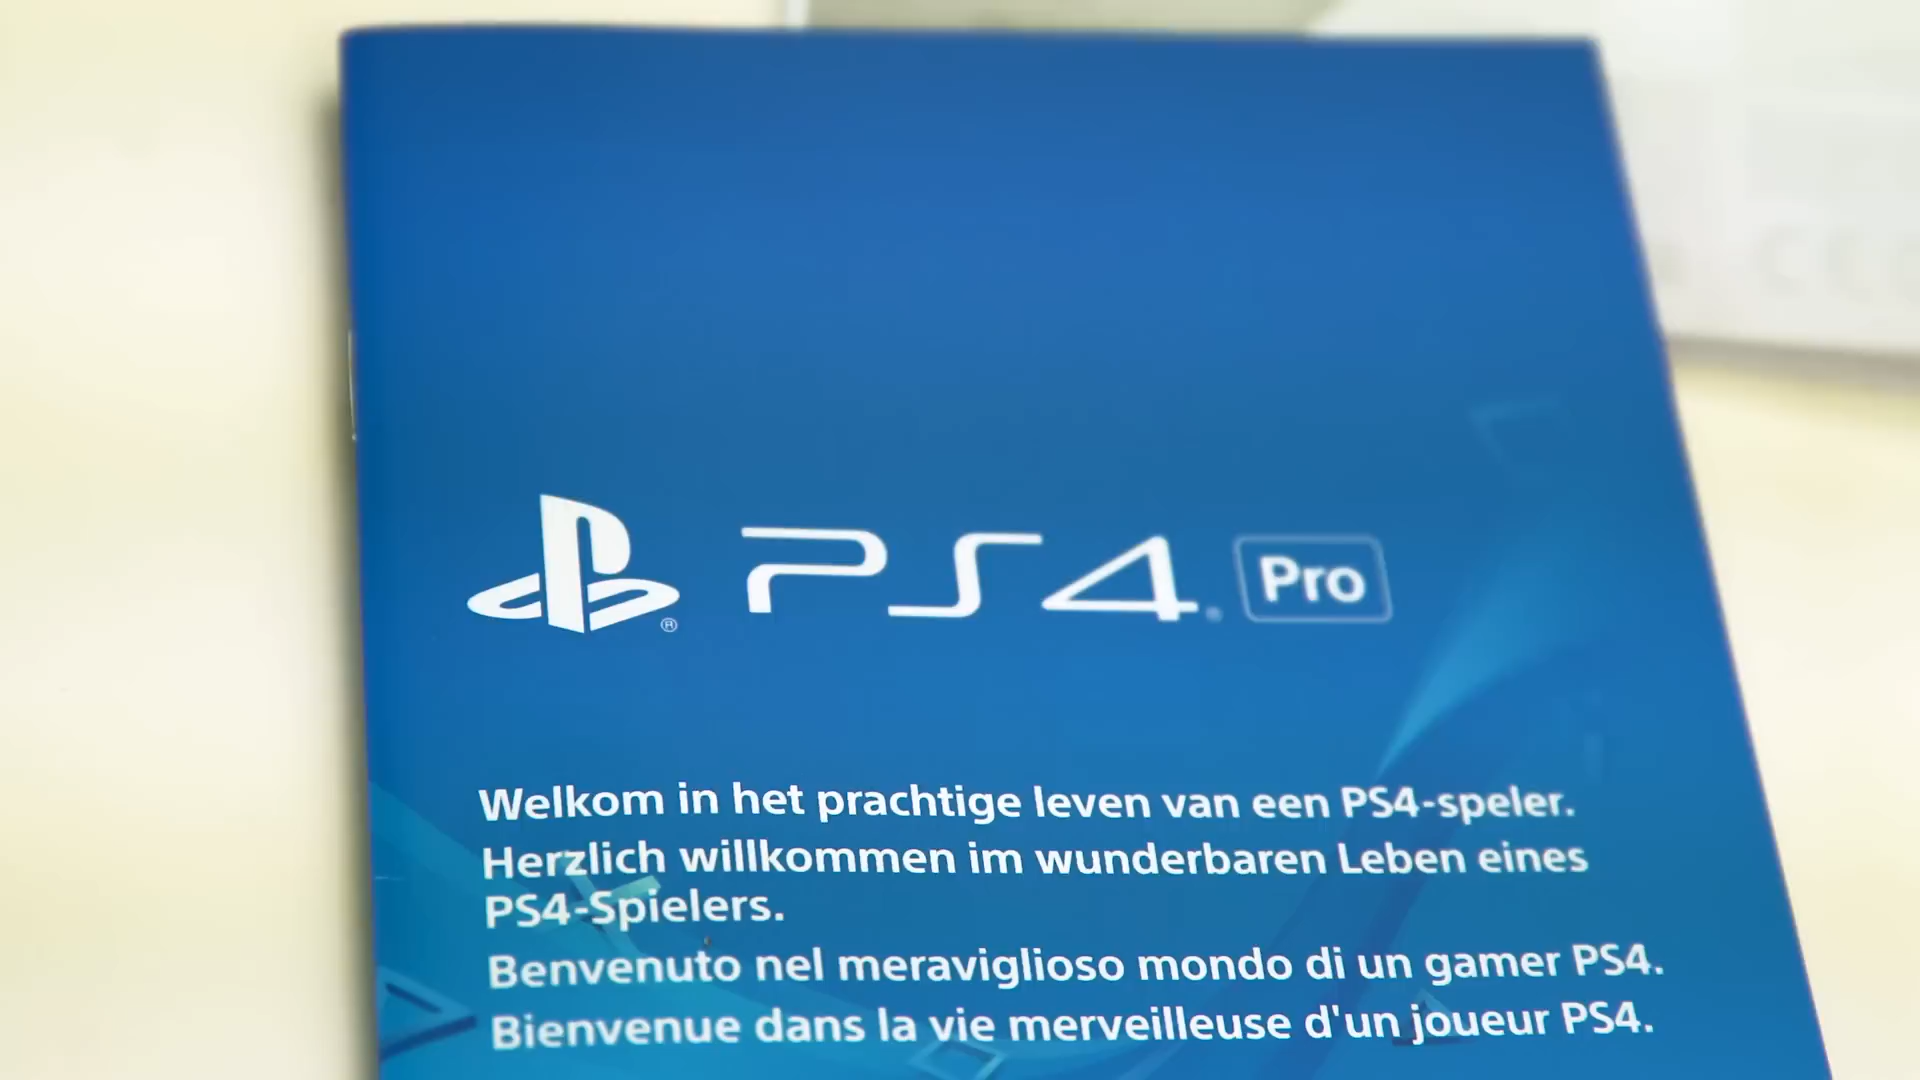 PS4 Pro
Welkom in het prachtige leven van een PS4-speler.
Herzlich willkommen im wunderbaren Leben eines
PS4-Spielers.
Benvenuto nel meraviglioso mondo di un gamer PS4.
Bienvenue dans la vie merveilleuse d'un joueur PS4.